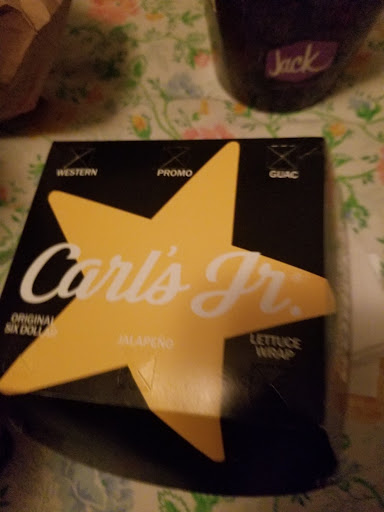 Jack
WESTERN
PROMO
GUAC
Carl's Jr.
ORIGINAL
SIX DOLLAR
JALAPEÑO
LETTUCE
WRAP